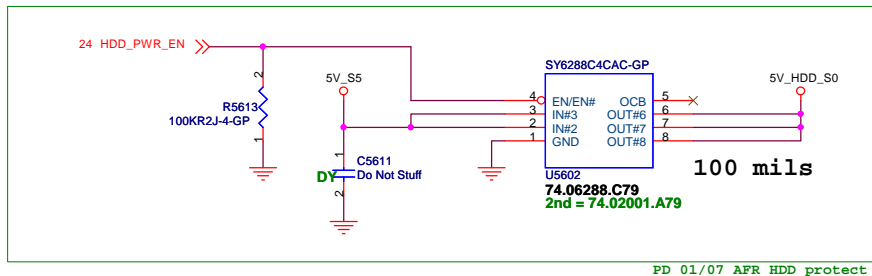 24 HDD_PWR_EN
SY6288C4CAC-GP
2
5V_S5
5V_HDD_S0
R5613
100KR2J-4-GP
1
4 EN/EN# OCB 5
3 IN#3 OUT#6 6
2 IN#2 OUT#7 7
1 GND OUT#8 8
1
C5611
DY Do Not Stuff
2
U5602
100 mils
74.06288.C79
2nd = 74.02001.A79
PD 01/07 AFR HDD protect